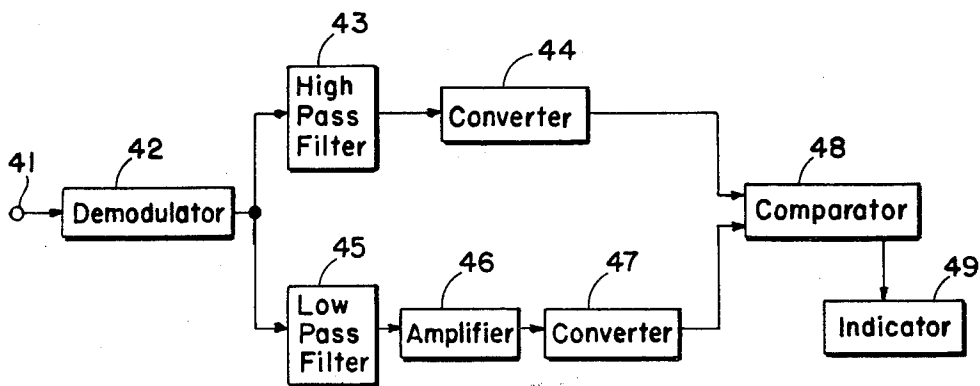 43
High
Pass
Filter
44
Converter
41
42
Demodulator
48
Comparator
45
Low
Pass
Filter
46
Amplifier
47
Converter
49
Indicator